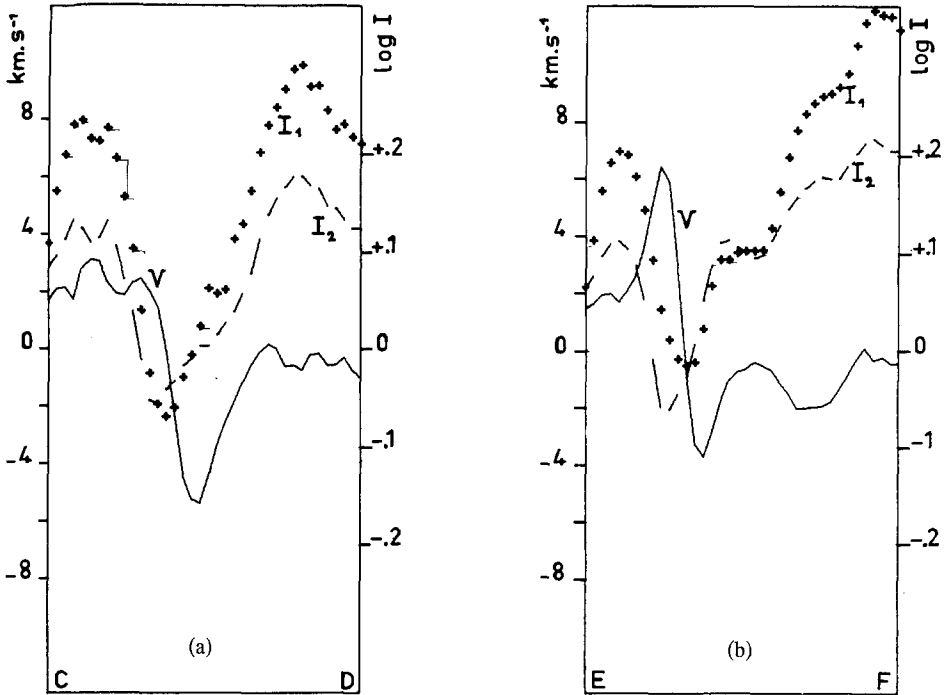 km.s⁻¹
8
4
0
-4
-8
log I
+.2
+.1
0
-.1
-.2
I₁
I₂
V
(a)
C
D
km.s⁻¹
8
4
0
-4
-8
log I
+.2
+.1
0
-.1
-.2
I₁
I₂
V
(b)
E
F